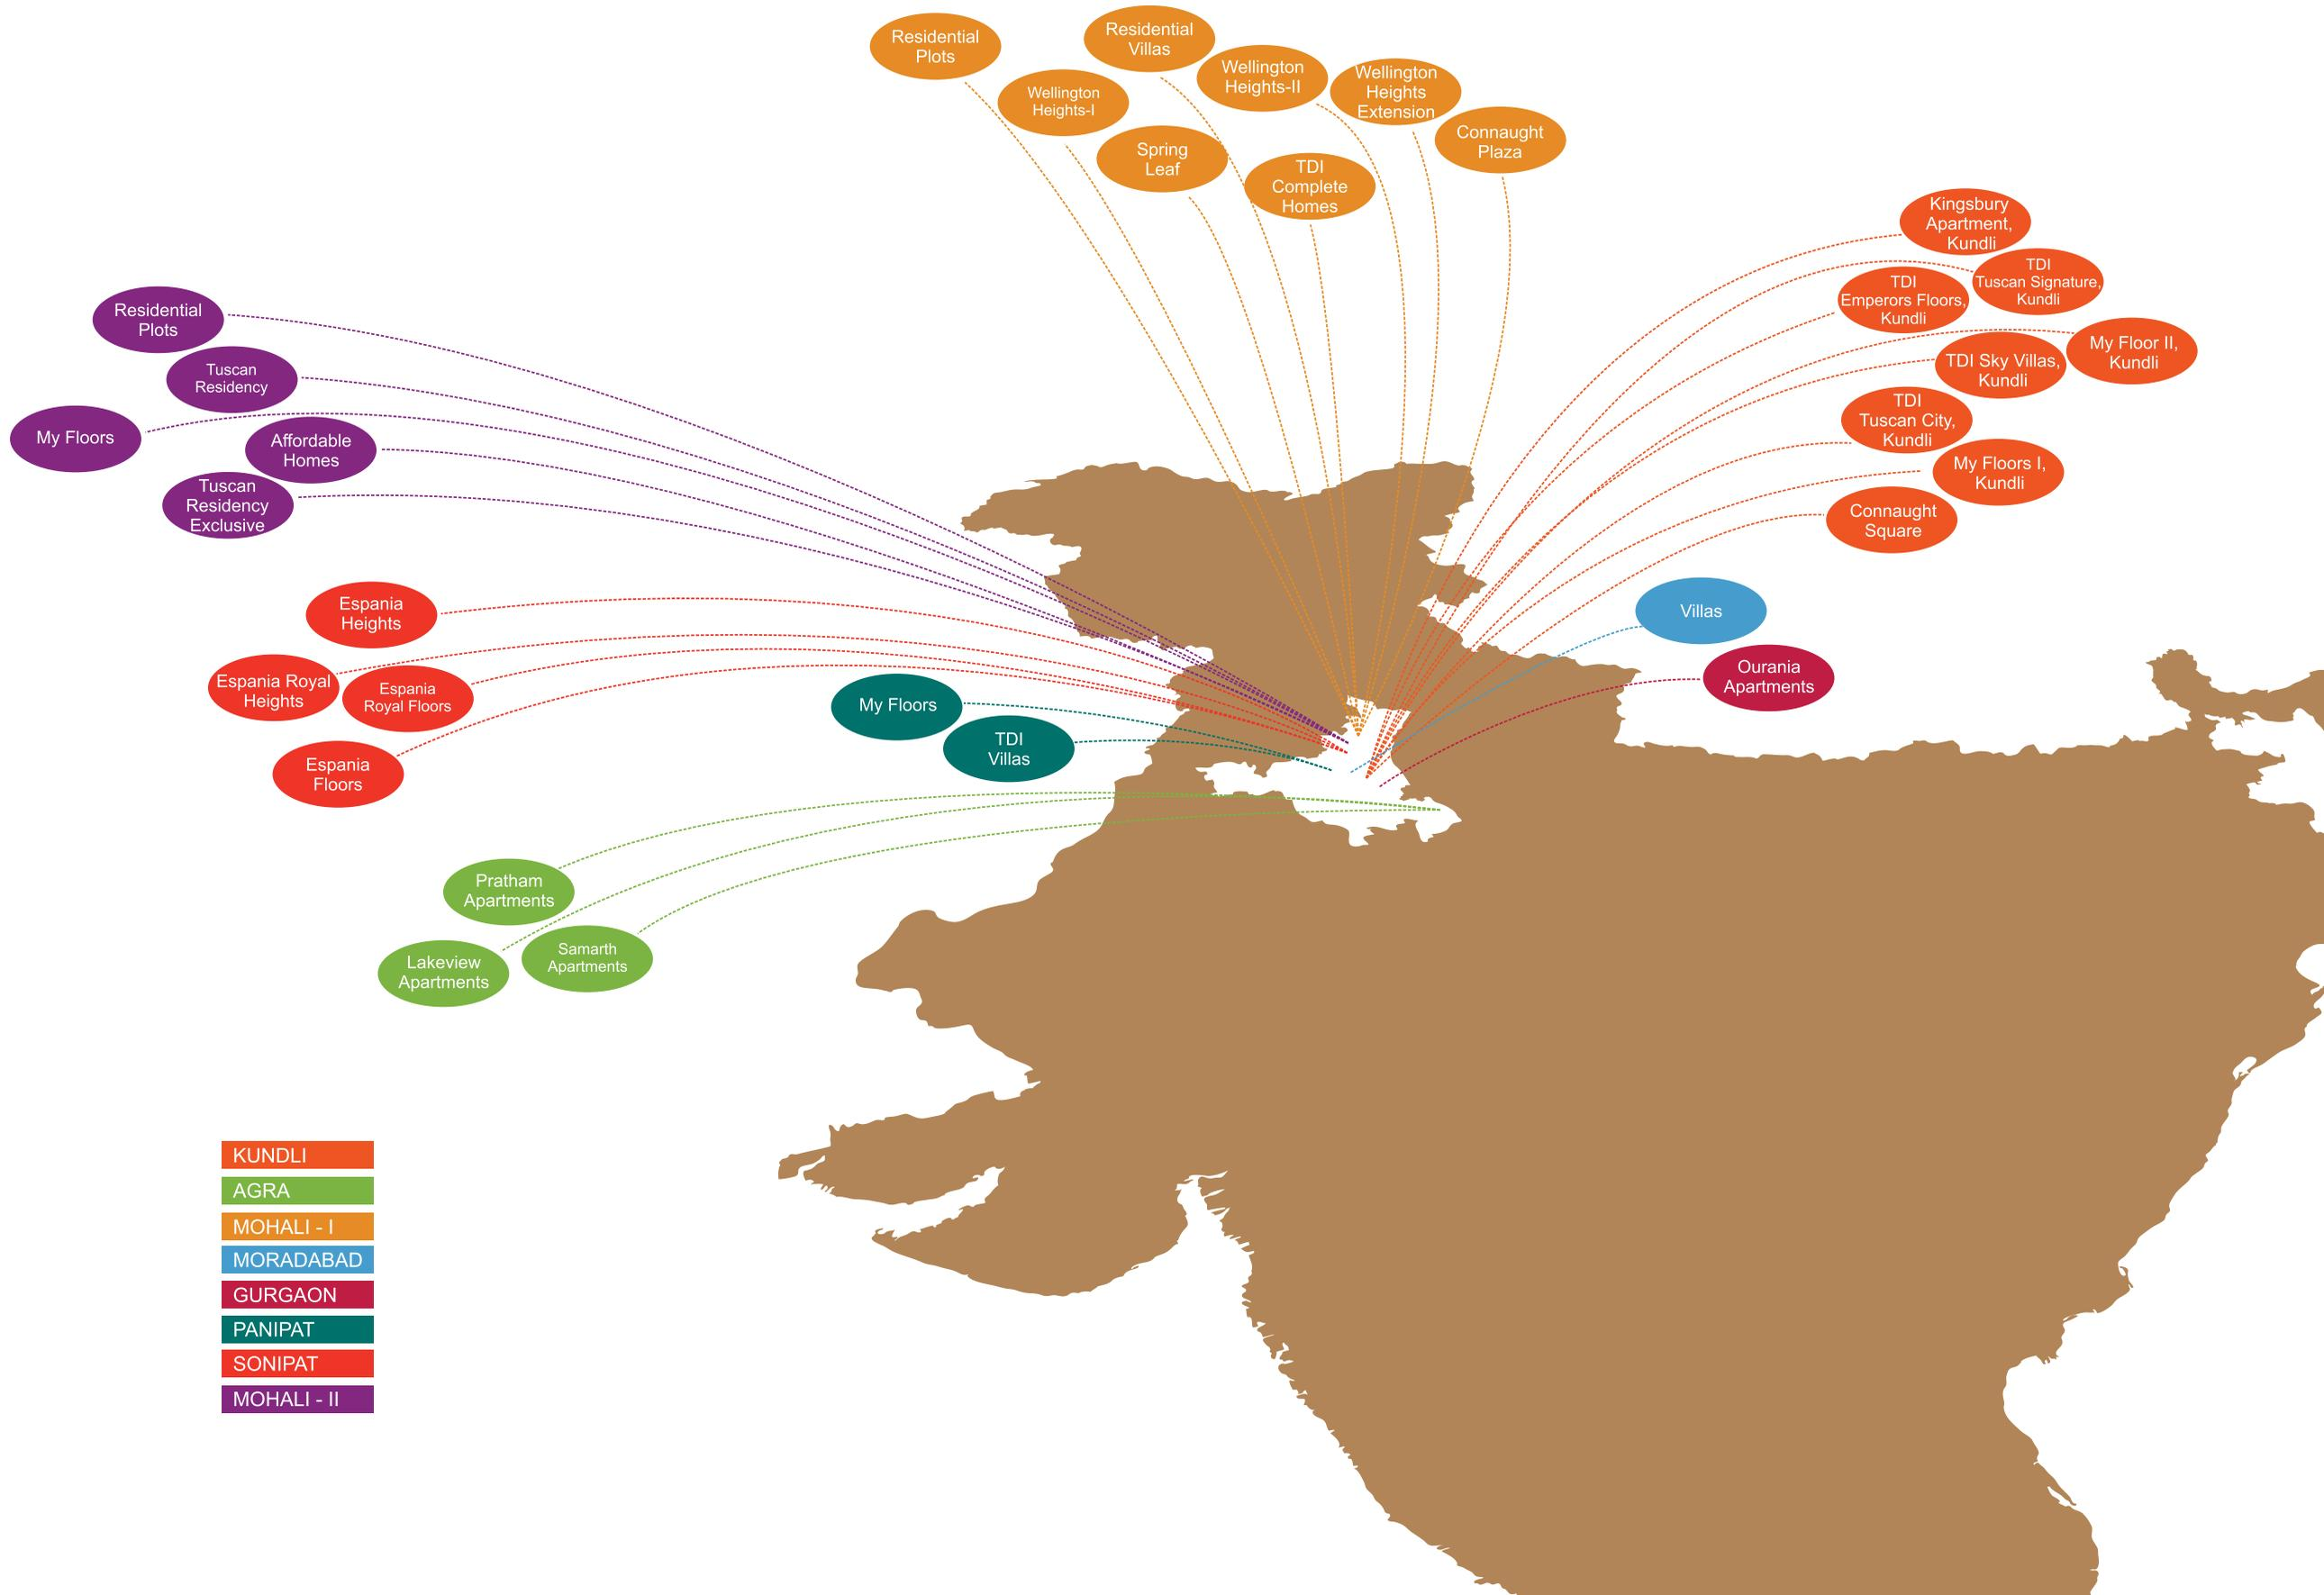 Residential
Plots
Residential
Villas
Wellington
Heights-I
Wellington
Heights-II
Wellington
Heights
Extension
Connaught
Plaza
Spring
Leaf
TDI
Complete
Homes
Kingsbury
Apartment,
Kundli
TDI
Tuscan Signature,
Kundli
TDI
Emperors Floors,
Kundli
My Floor II,
Kundli
TDI Sky Villas,
Kundli
TDI
Tuscan City,
Kundli
My Floors I,
Kundli
Connaught
Square
Residential
Plots
Tuscan
Residency
My Floors
Affordable
Homes
Tuscan
Residency
Exclusive
Espania
Heights
Espania Royal
Heights
Espania
Royal Floors
Espania
Floors
My Floors
TDI
Villas
Villas
Ourania
Apartments
Pratham
Apartments
Lakeview
Apartments
Samarth
Apartments
KUNDLI
AGRA
MOHALI - I
MORADABAD
GURGAON
PANIPAT
SONIPAT
MOHALI - II